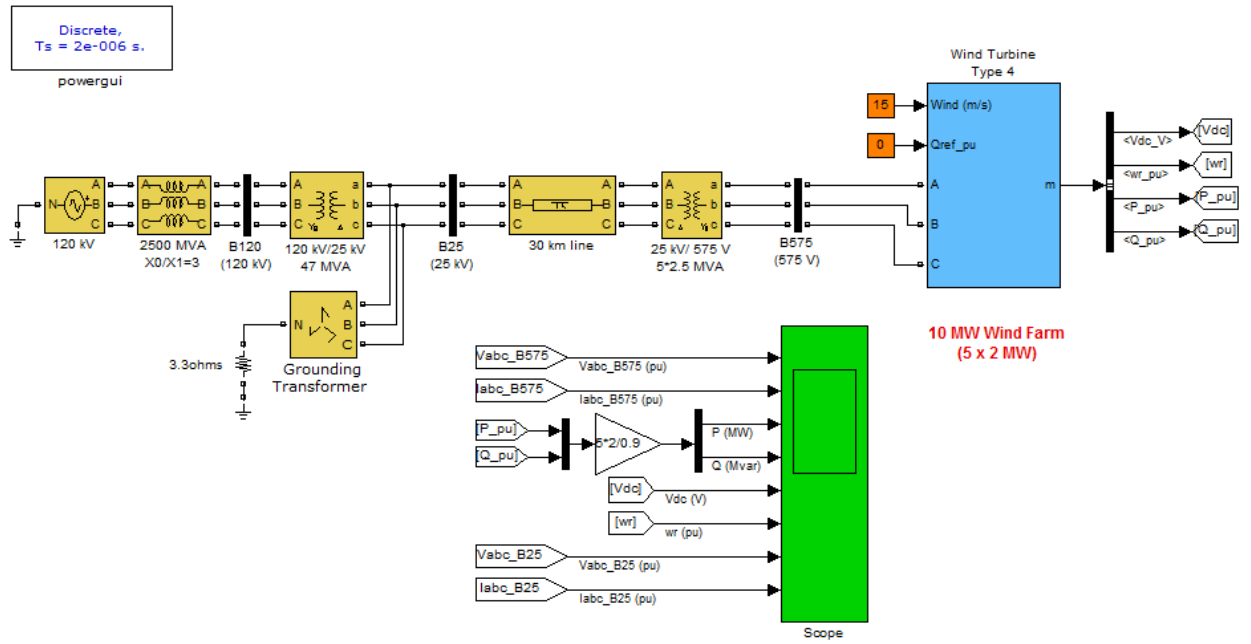 Discrete,
Ts = 2e-006 s.
powergui
N
A
B
C
120 kV
A
B
C
A
B
C
2500 MVA
X0/X1=3
B120
(120 kV)
A
B
C
a
b
c
Yg
120 kV/25 kV
47 MVA
N
A
B
C
Grounding
Transformer
3.3ohms
B25
(25 kV)
A
B
C
A
B
C
30 km line
A
B
C
a
b
c
Yg
25 kV/ 575 V
5*2.5 MVA
B575
(575 V)
Wind Turbine
Type 4
15
Wind (m/s)
0
Qref_pu
A
B
C
m
<Vdc_V>
[Vdc]
<wr_pu>
[wr]
<P_pu>
[P_pu]
<Q_pu>
[Q_pu]
10 MW Wind Farm
(5 x 2 MW)
Vabc_B575
Vabc_B575 (pu)
Iabc_B575
Iabc_B575 (pu)
[P_pu]
[Q_pu]
5*2/0.9
P (MW)
Q (Mvar)
[Vdc]
Vdc (V)
[wr]
wr (pu)
Vabc_B25
Vabc_B25 (pu)
Iabc_B25
Iabc_B25 (pu)
Scope